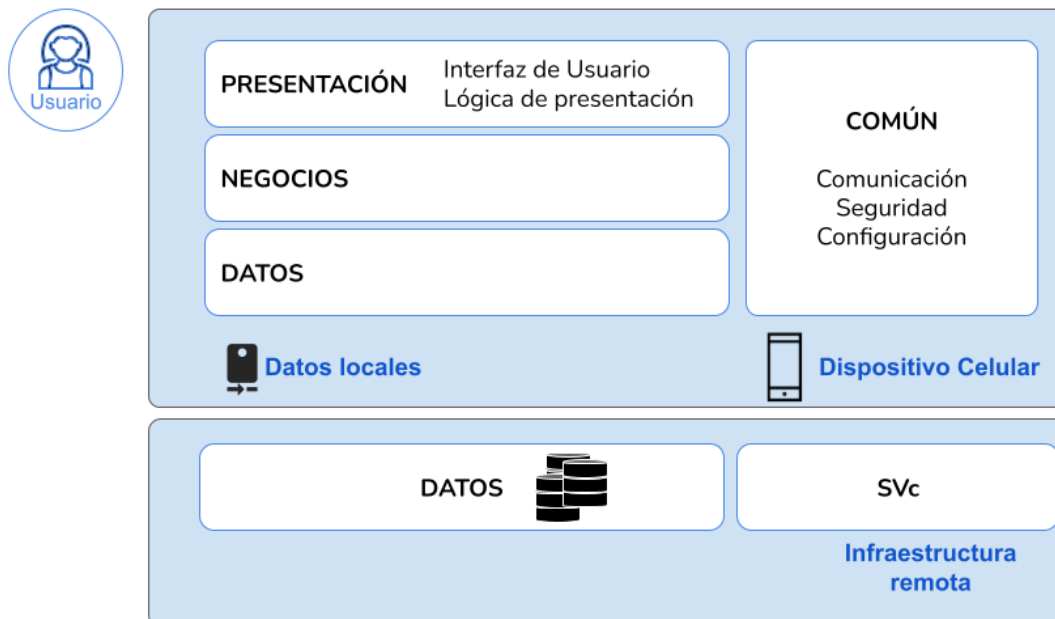 Usuario
PRESENTACIÓN
Interfaz de Usuario
Lógica de presentación
NEGOCIOS
DATOS
COMÚN
Comunicación
Seguridad
Configuración
Datos locales
Dispositivo Celular
DATOS
SVc
Infraestructura
remota